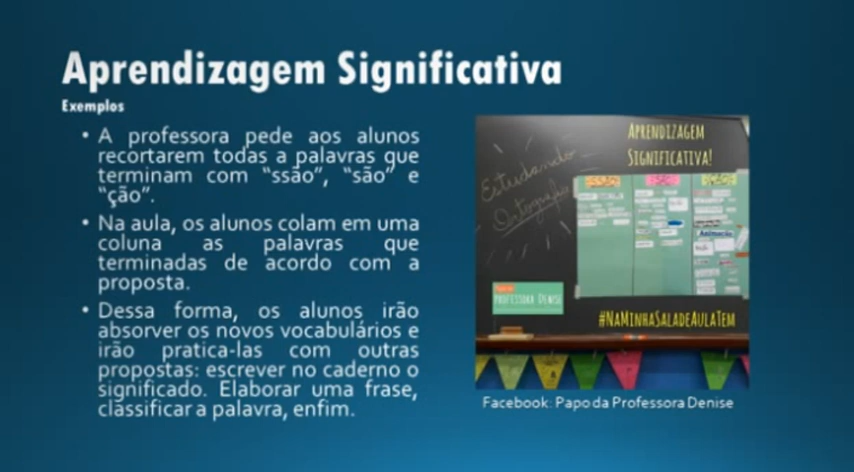 Aprendizagem Significativa
Exemplos
• A professora pede aos alunos
recortarem todas a palavras que
terminam com “ssão”, “são” e
“ção”.
• Na aula, os alunos colam em uma
coluna as palavras que
terminadas de acordo com a
proposta.
• Dessa forma, os alunos irão
absorver os novos vocabulários e
irão pratica-las com outras
propostas: escrever no caderno o
significado. Elaborar uma frase,
classificar a palavra, enfim.
APRENDIZAGEM
SIGNIFICATIVA!
Estudando
Ortografia
Animação
PROFESSORA DENISE
#NAMINHASALADEAULATEM
Facebook: Papo da Professora Denise